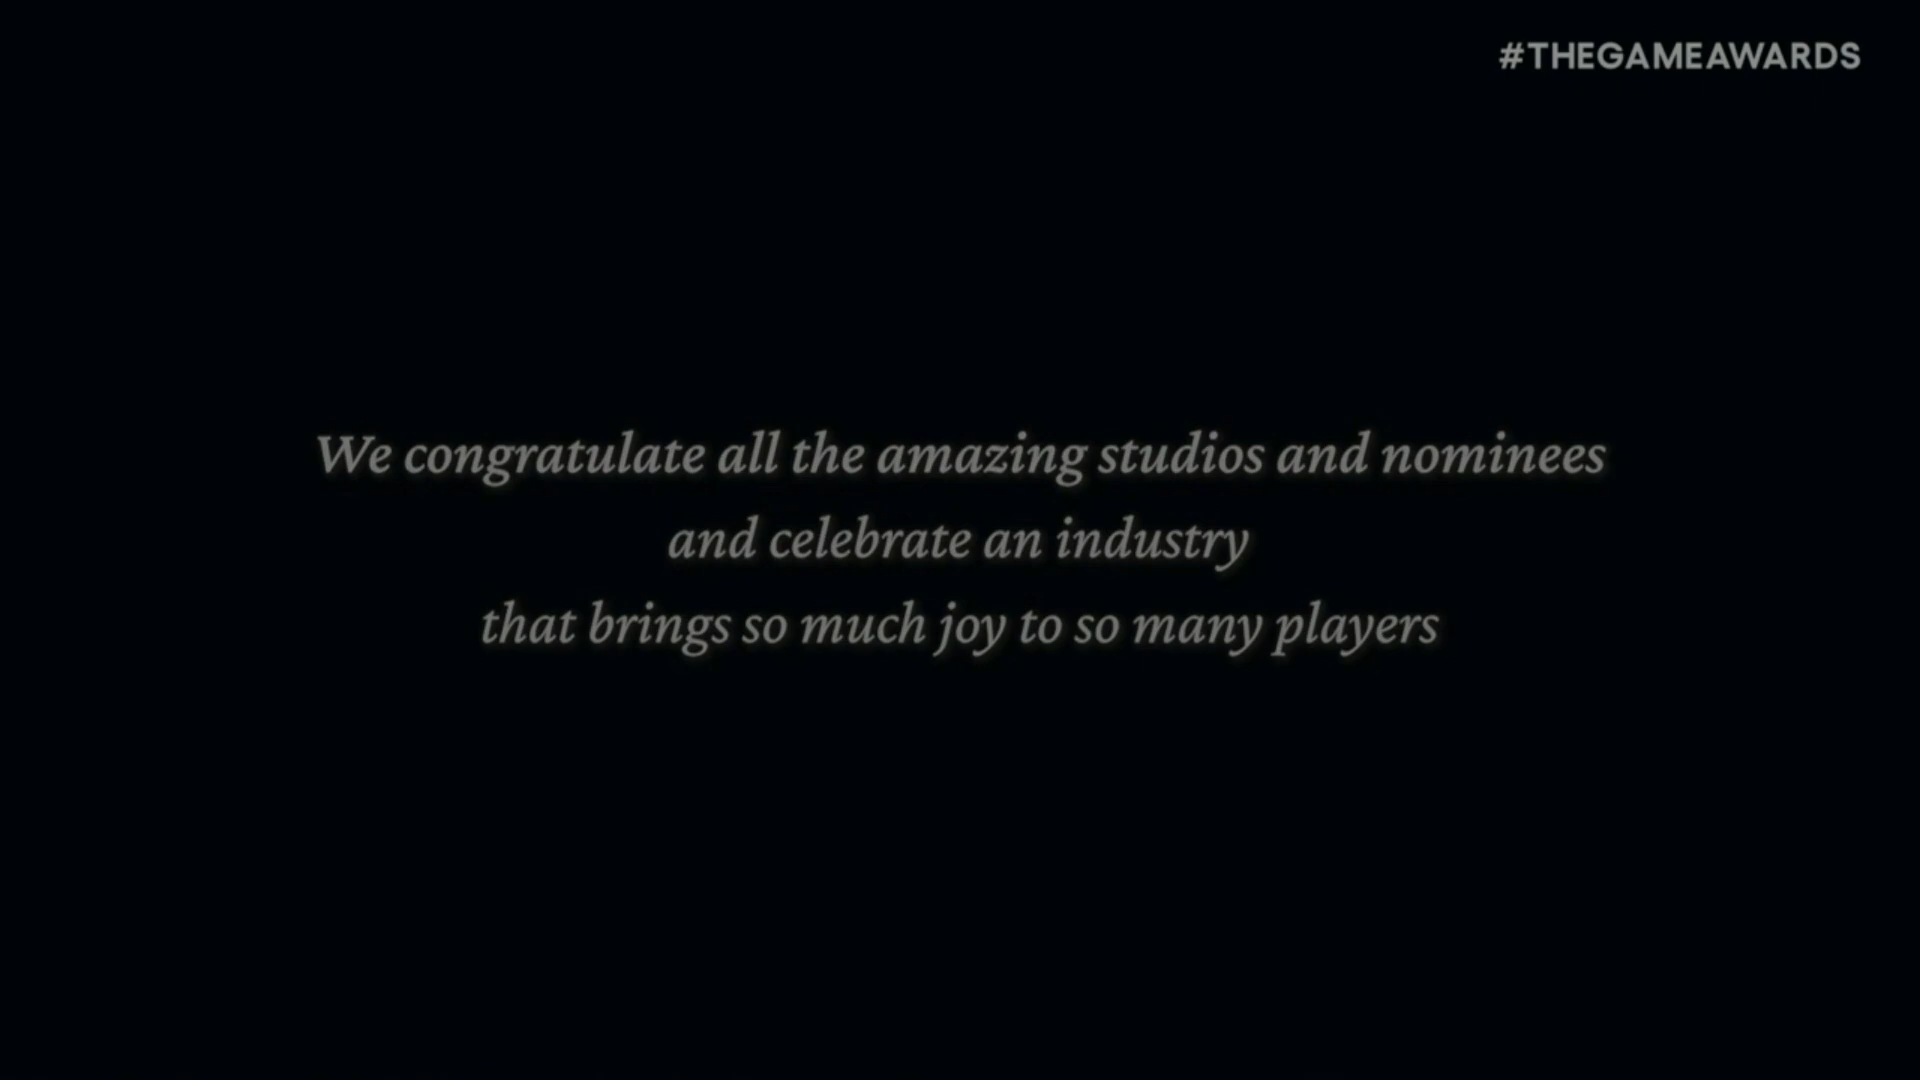 #THEGAMEAWARDS
We congratulate all the amazing studios and nominees
and celebrate an industry
that brings so much joy to so many players